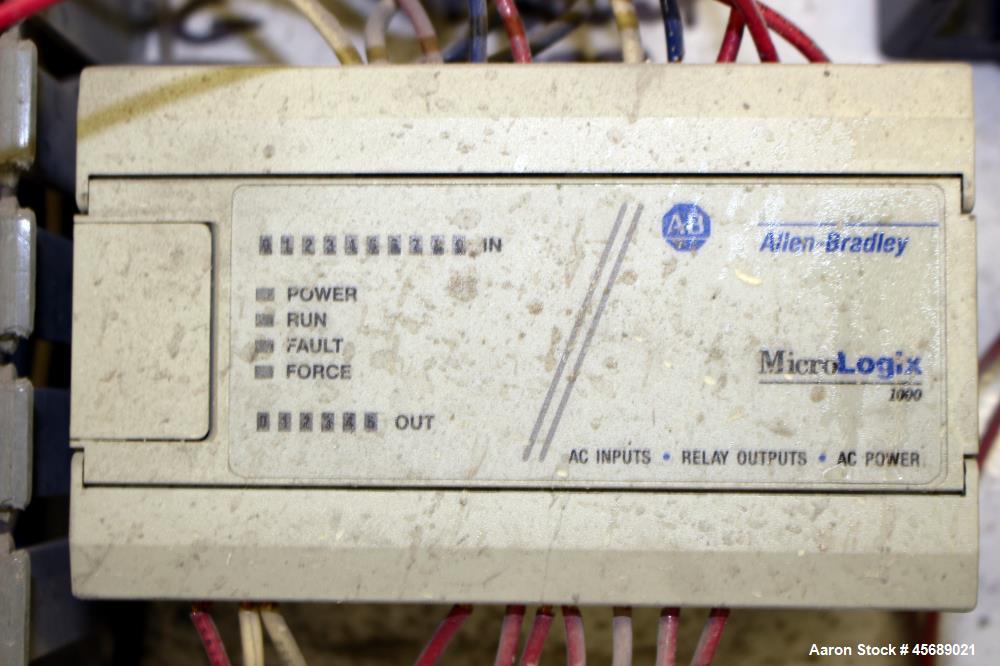 0 1 2 3 4 5 6 7 8 9 IN
AB
Allen-Bradley
POWER
RUN
FAULT
FORCE
MicroLogix
1000
0 1 2 3 4 5 OUT
AC INPUTS • RELAY OUTPUTS • AC POWER
Aaron Stock # 45689021